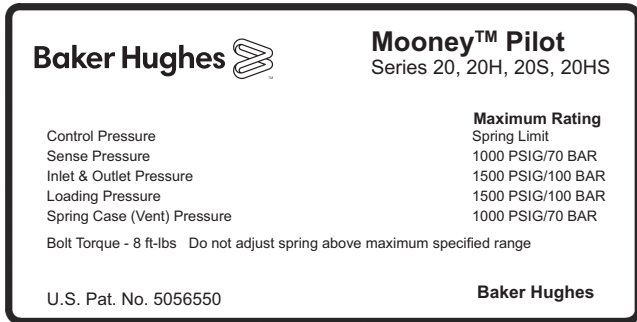 Baker Hughes
Mooney™ Pilot
Series 20, 20H, 20S, 20HS
Maximum Rating
Control Pressure Spring Limit
Sense Pressure 1000 PSIG/70 BAR
Inlet & Outlet Pressure 1500 PSIG/100 BAR
Loading Pressure 1500 PSIG/100 BAR
Spring Case (Vent) Pressure 1000 PSIG/70 BAR
Bolt Torque - 8 ft-lbs Do not adjust spring above maximum specified range
U.S. Pat. No. 5056550 Baker Hughes